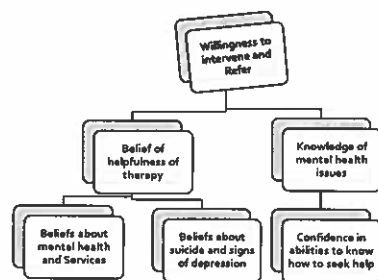 Willingness to
intervene and
Refer
Belief of
helpfulness of
therapy
Knowledge of
mental health
issues
Beliefs about
mental health
and Services
Beliefs about
suicide and signs
of depression
Confidence in
abilities to know
how to seek help